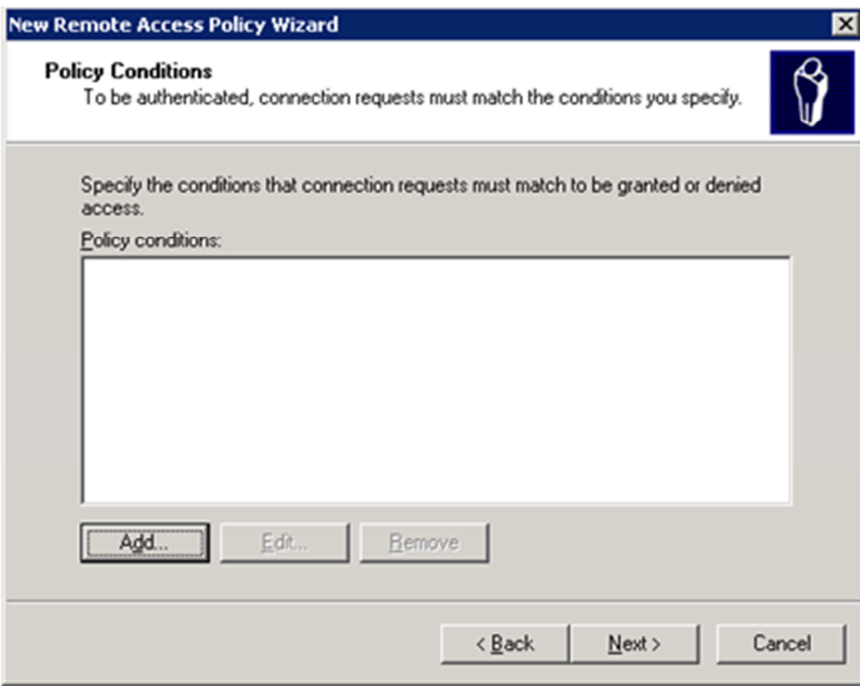 New Remote Access Policy Wizard
Policy Conditions
To be authenticated, connection requests must match the conditions you specify.
Specify the conditions that connection requests must match to be granted or denied
access.
Policy conditions:
Add... Edit... Remove
< Back Next > Cancel